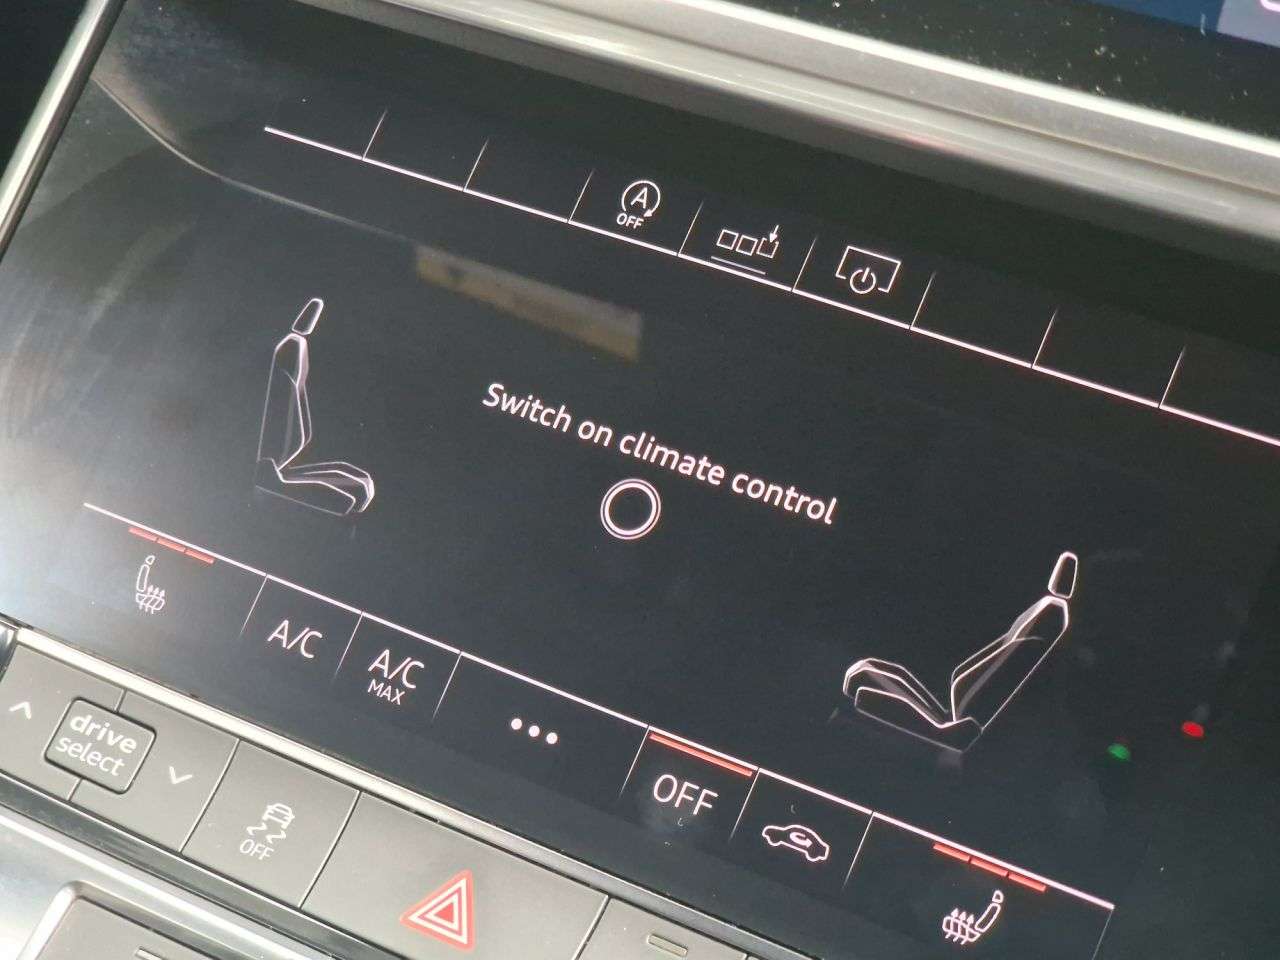 A
OFF
Switch on climate control
A/C
A/C
MAX
•••
OFF
drive
select
OFF